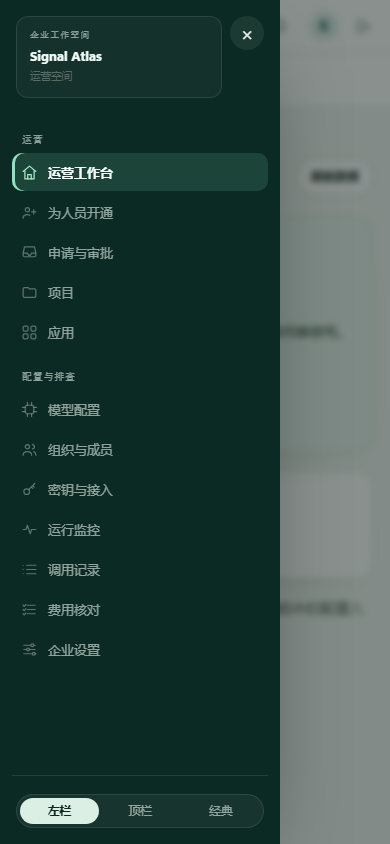 企业工作空间
Signal Atlas
运营空间
运营
运营工作台
为人员开通
申请与审批
项目
应用
配置与排查
模型配置
组织与成员
密钥与接入
运行监控
调用记录
费用核对
企业设置
左栏 顶栏 经典